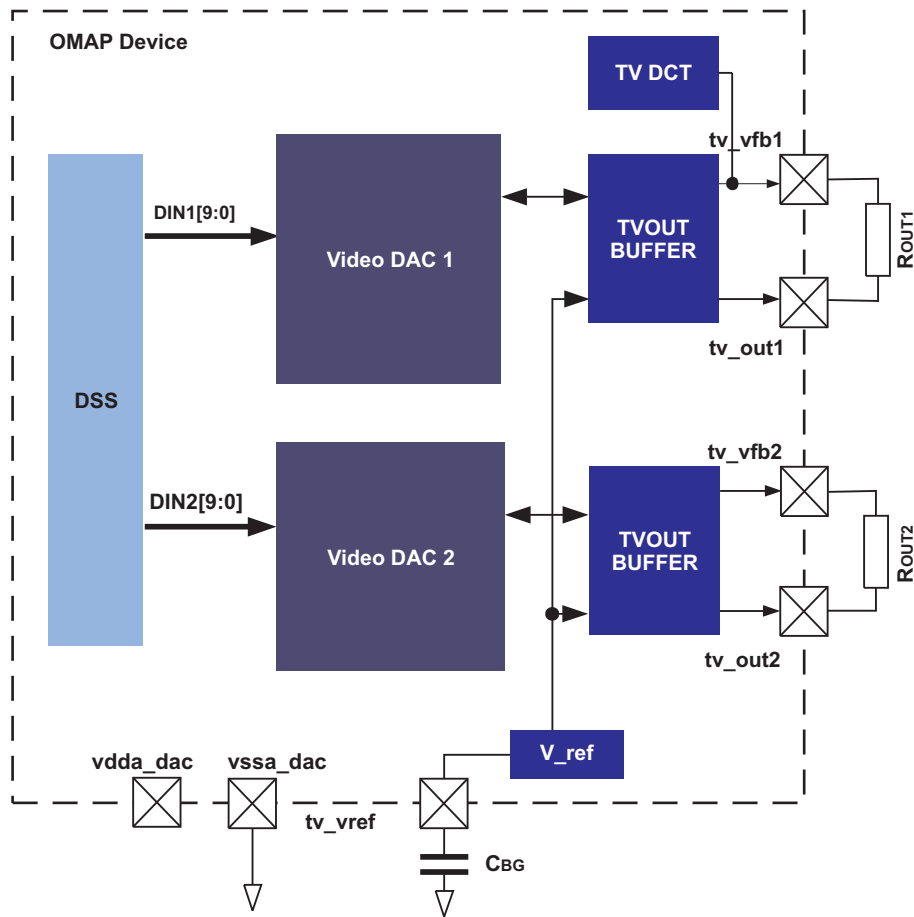 OMAP Device
TV DCT
tv_vfb1
DIN1[9:0]
Video DAC 1
TVOUT
BUFFER
ROUT1
tv_out1
DSS
tv_vfb2
DIN2[9:0]
Video DAC 2
TVOUT
BUFFER
ROUT2
tv_out2
V_ref
vdda_dac
vssa_dac
tv_vref
CBG